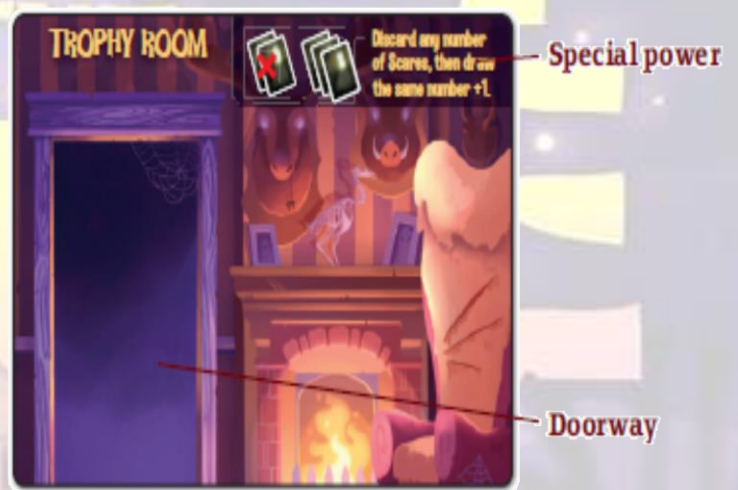 TROPHY ROOM
Discard any number
of Scares, then draw
the same number +1.
Special power
Doorway